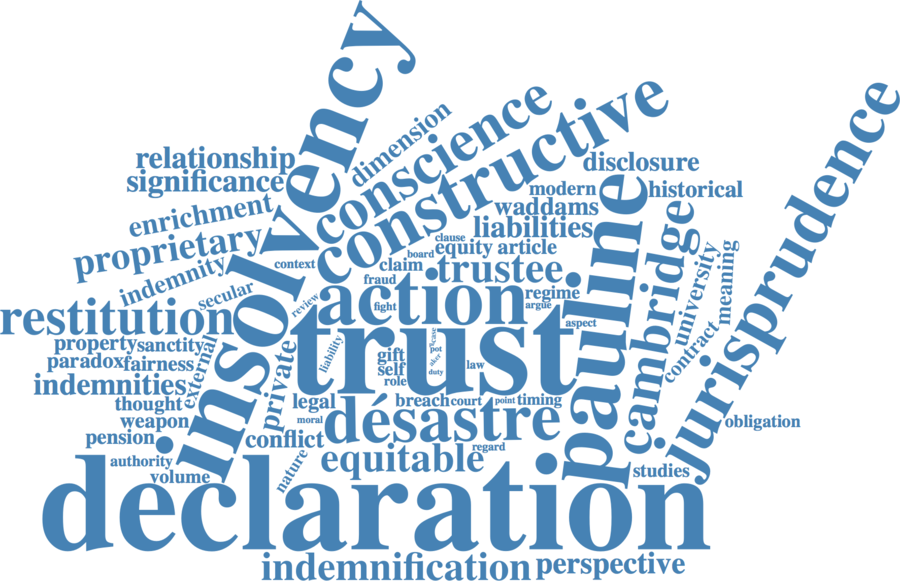 insolvency
dimension
conscience
constructive
jurisprudence
relationship
significance
disclosure
modern
historical
waddams
enrichment
liabilities
proprietary
clause
equity article
board
context
claim
trustee
indemnity
fraud
pauline
cambridge
university
meaning
secular
review
action
fight
regime
argue
restitution
trust
aspect
property
sanctity
external
private
liability
pot
paradox
fairness
gift
self
law
contract
indemnities
role
duty
thought
legal
breach
court
point
timing
weapon
moral
désastre
obligation
pension
conflict
regard
authority
nature
equitable
studies
volume
declaration
indemnification
perspective